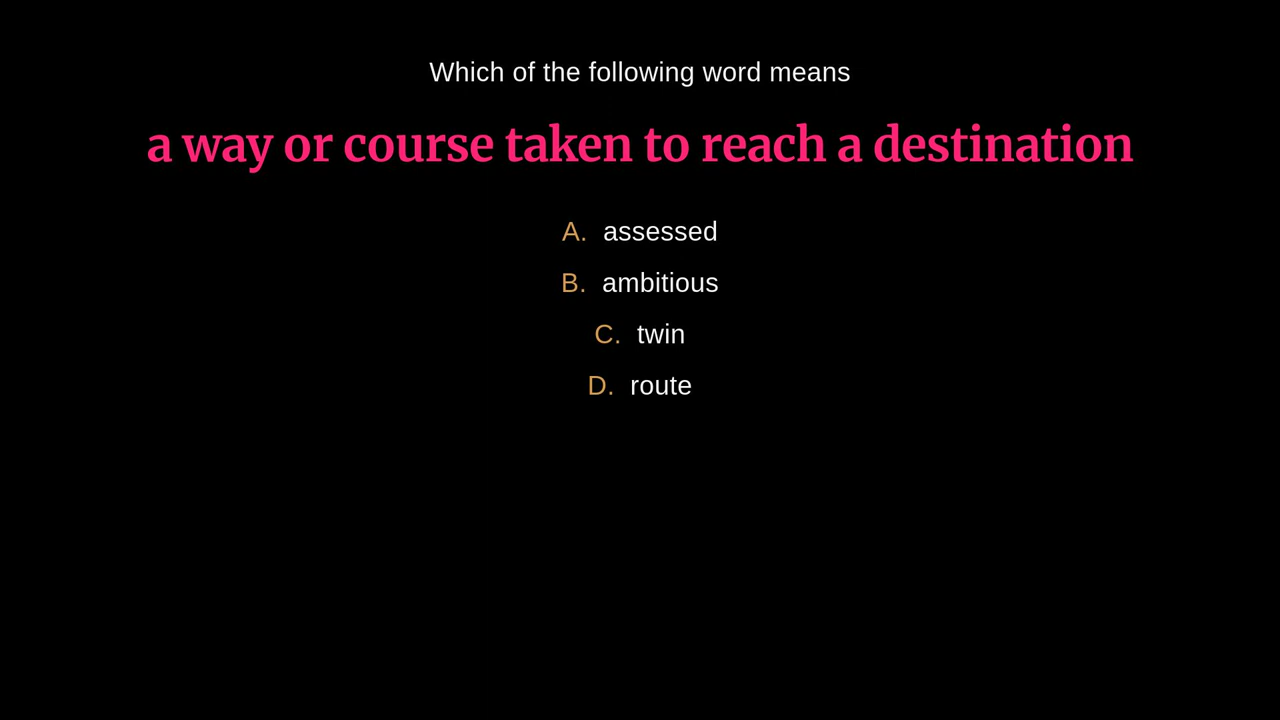 Which of the following word means
a way or course taken to reach a destination
A. assessed
B. ambitious
C. twin
D. route